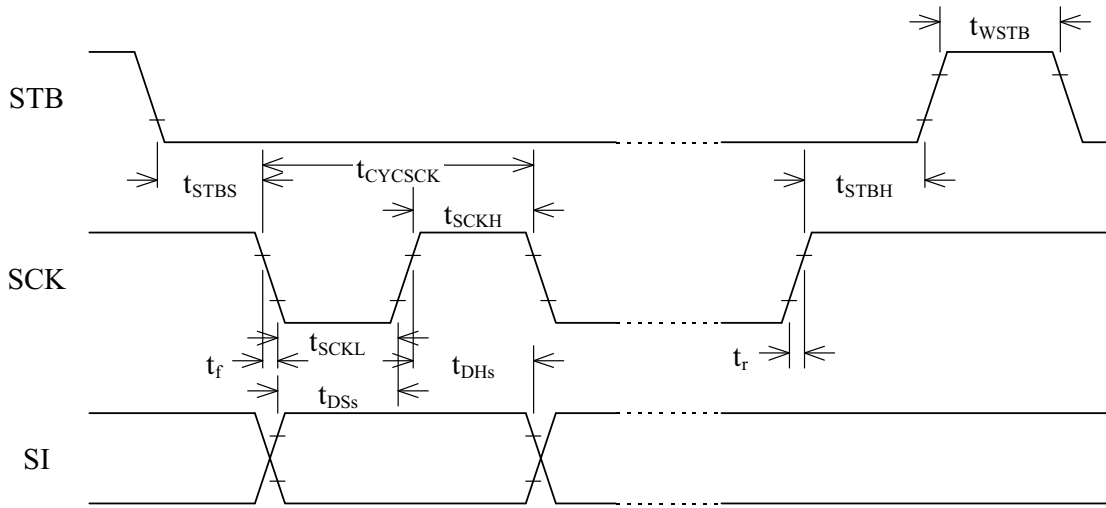 tWSTB
STB
tCYCSCK
tSTBS
tSTBH
tSCKH
SCK
tSCKL
tf
tDHs
tr
tDSs
SI